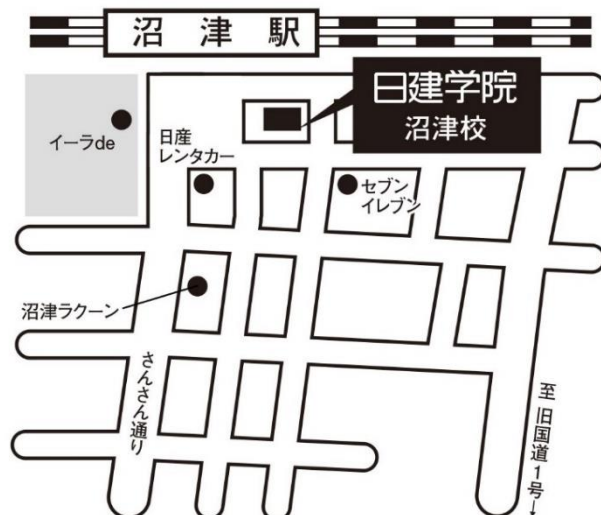 沼津駅
日建学院
沼津校
イーラde
日産
レンタカー
セブン
イレブン
沼津ラクーン
さんさん通り
至旧国道1号↓